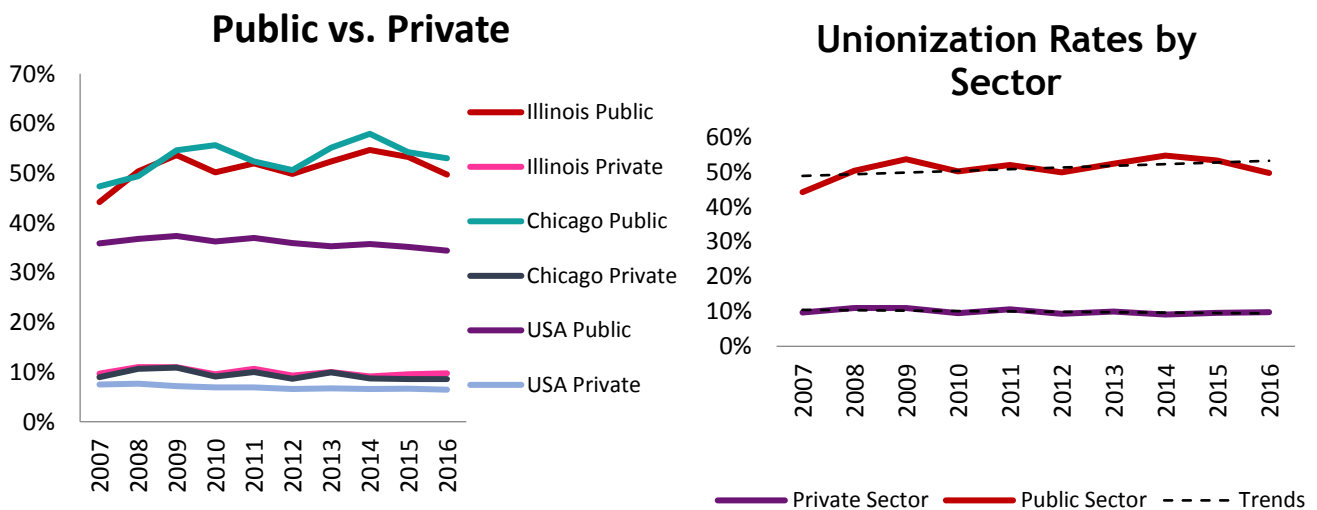 Public vs. Private
70%
60%
50%
40%
30%
20%
10%
0%
2007
2008
2009
2010
2011
2012
2013
2014
2015
2016
Illinois Public
Illinois Private
Chicago Public
Chicago Private
USA Public
USA Private
Unionization Rates by
Sector
60%
50%
40%
30%
20%
10%
0%
2007
2008
2009
2010
2011
2012
2013
2014
2015
2016
Private Sector
Public Sector
Trends